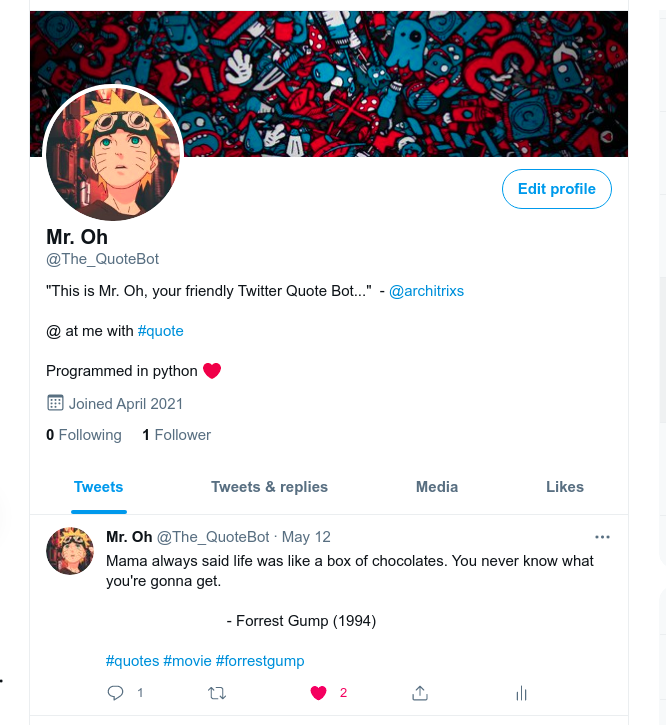 Edit profile
Mr. Oh
@The_QuoteBot
"This is Mr. Oh, your friendly Twitter Quote Bot..." - @architrixs
@ at me with #quote
Programmed in python
Joined April 2021
0 Following 1 Follower
Tweets Tweets & replies Media Likes
Mr. Oh @The_QuoteBot · May 12
Mama always said life was like a box of chocolates. You never know what
you're gonna get.
- Forrest Gump (1994)
#quotes #movie #forrestgump
1 2